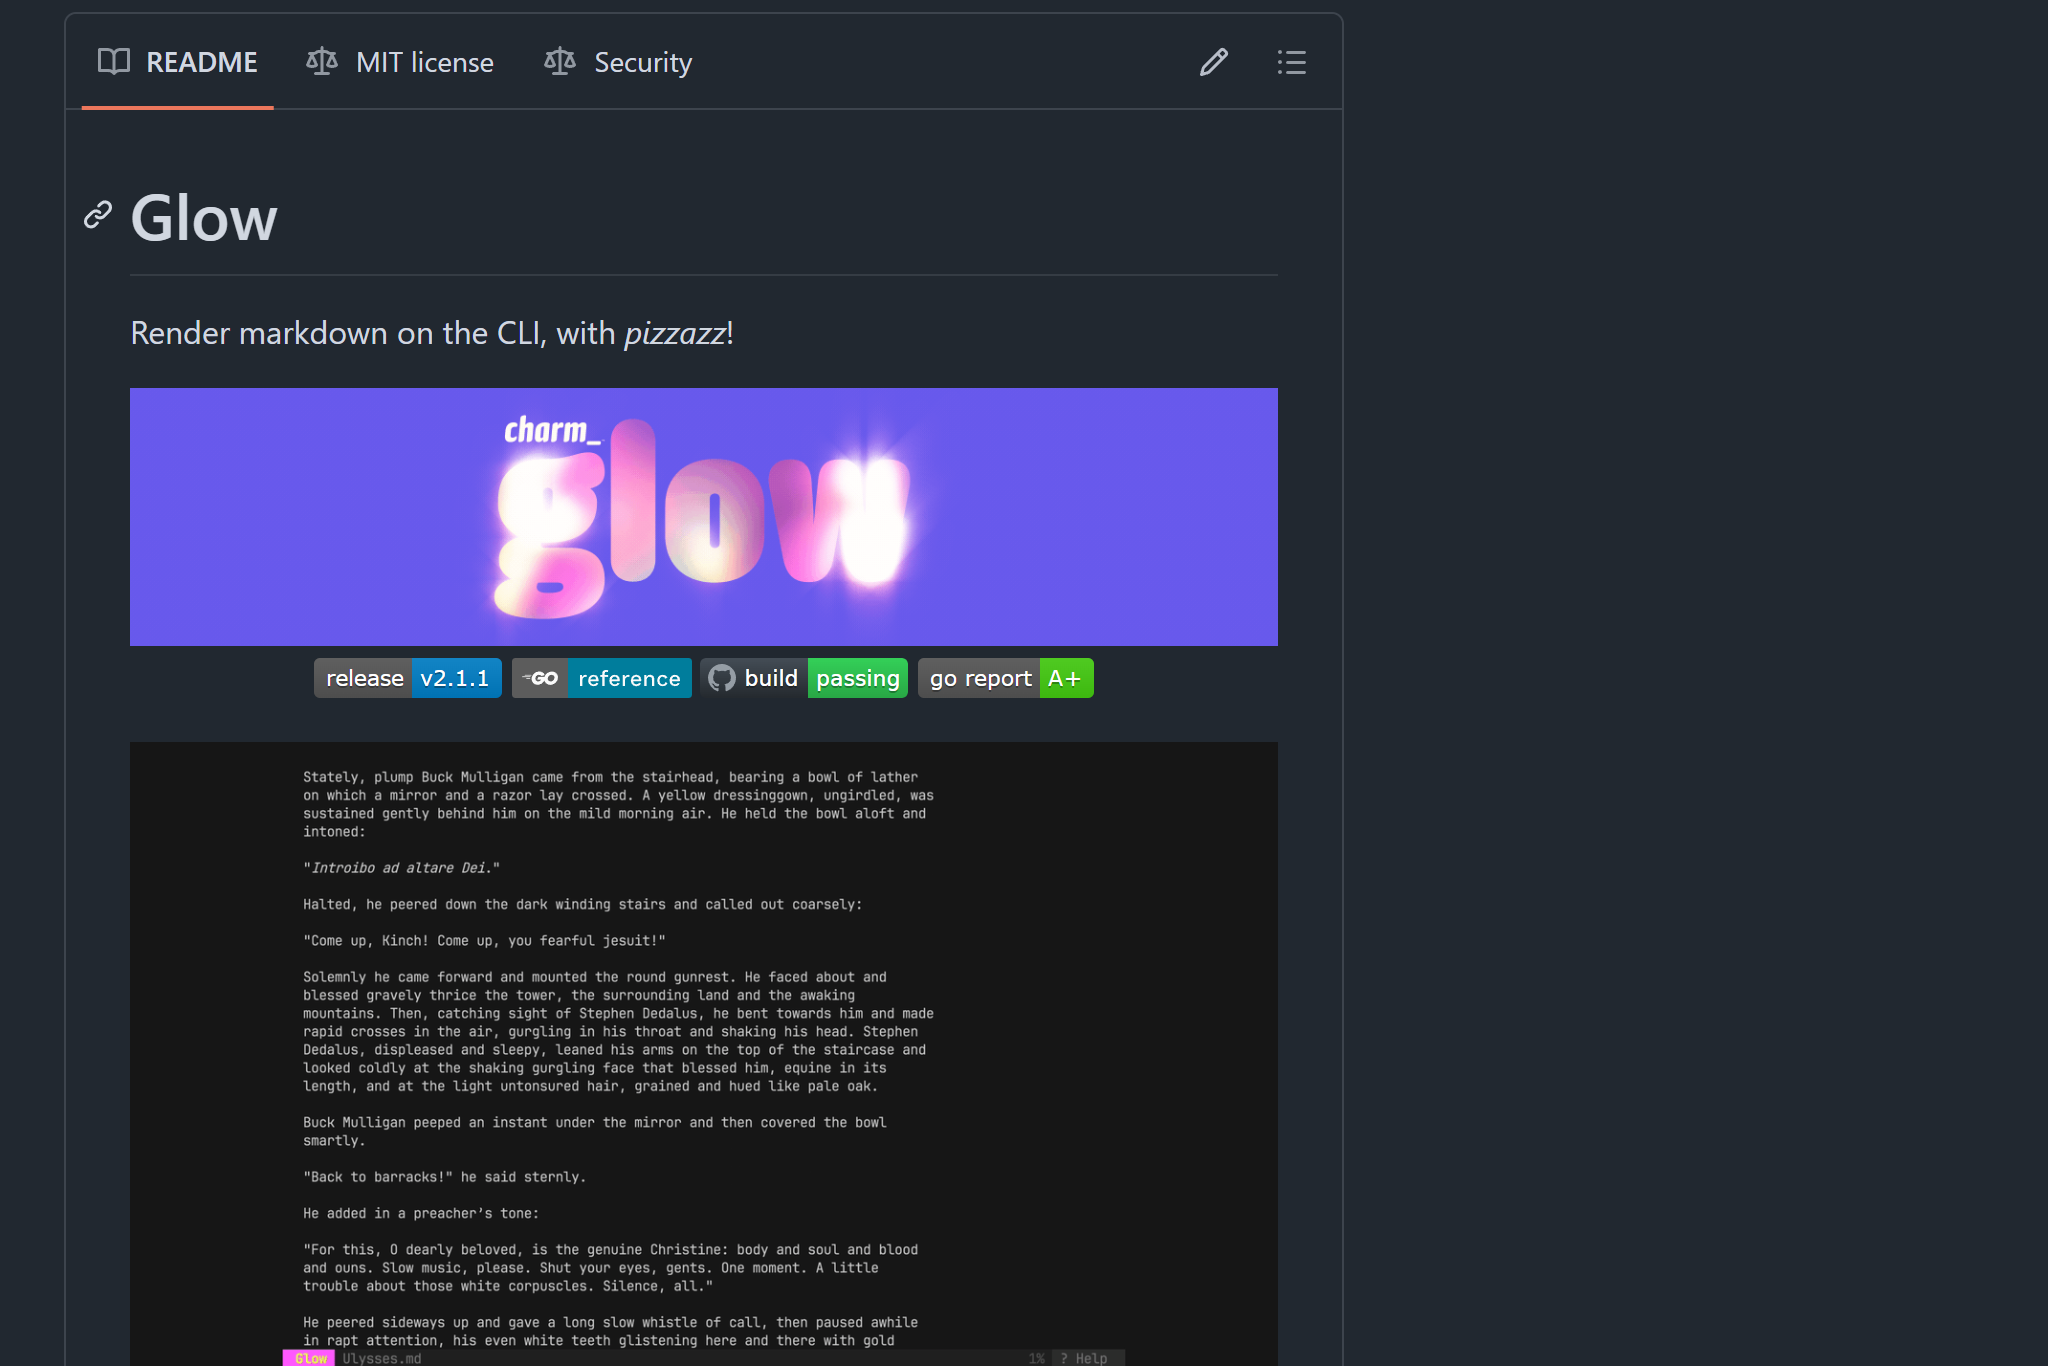 README
MIT license
Security
Glow
Render markdown on the CLI, with pizzazz!
charm_
glow
release v2.1.1
GO reference
build passing
go report A+
Stately, plump Buck Mulligan came from the stairhead, bearing a bowl of lather
on which a mirror and a razor lay crossed. A yellow dressinggown, ungirdled, was
sustained gently behind him on the mild morning air. He held the bowl aloft and
intoned:
"Introibo ad altare Dei."
Halted, he peered down the dark winding stairs and called out coarsely:
"Come up, Kinch! Come up, you fearful jesuit!"
Solemnly he came forward and mounted the round gunrest. He faced about and
blessed gravely thrice the tower, the surrounding land and the awaking
mountains. Then, catching sight of Stephen Dedalus, he bent towards him and made
rapid crosses in the air, gurgling in his throat and shaking his head. Stephen
Dedalus, displeased and sleepy, leaned his arms on the top of the staircase and
looked coldly at the shaking gurgling face that blessed him, equine in its
length, and at the light untonsured hair, grained and hued like pale oak.
Buck Mulligan peeped an instant under the mirror and then covered the bowl
smartly.
"Back to barracks!" he said sternly.
He added in a preacher’s tone:
"For this, O dearly beloved, is the genuine Christine: body and soul and blood
and ouns. Slow music, please. Shut your eyes, gents. One moment. A little
trouble about those white corpuscles. Silence, all."
He peered sideways up and gave a long slow whistle of call, then paused awhile
in rapt attention, his even white teeth glistening here and there with gold
Glow Ulysses.md 1% ? Help